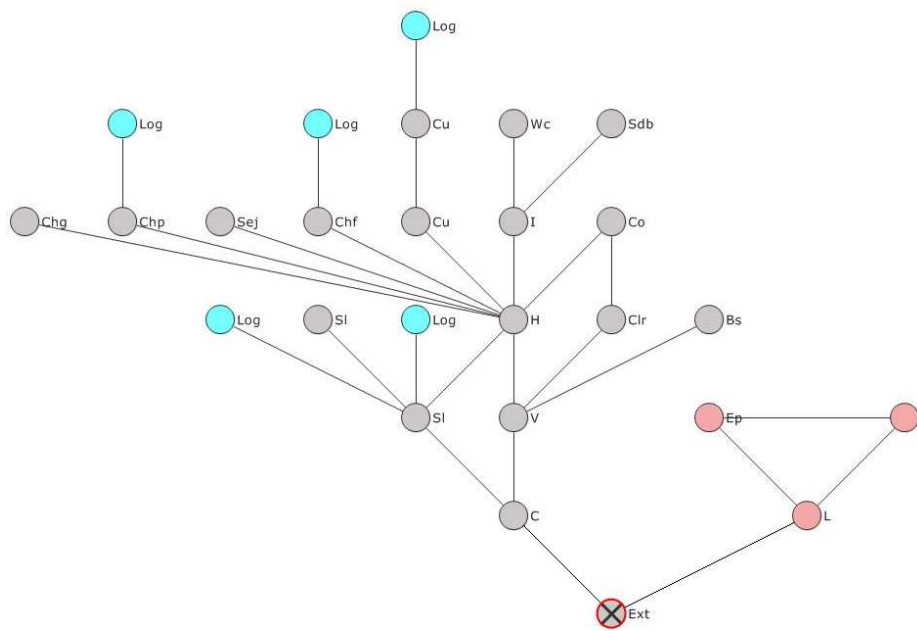 Log
Log Log Cu Wc Sdb
Chg Chp Sej Chf Cu I Co
Log Sl Log H Clr Bs
Sl V Ep
C L
Ext